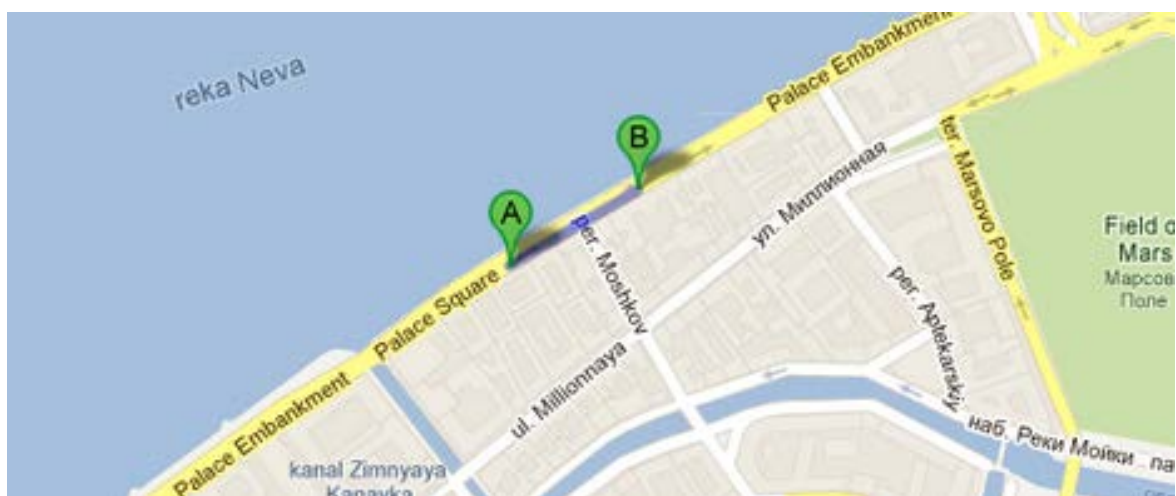 reka Neva
Palace Embankment
B
A
Palace Square
Palace Embankment
per. Moshkov
ул. Миллионная
ul. Millionnaya
ter. Marsovo Pole
per. Aptekarskiy
Field o
Mars
Марсов
Поле
наб. Реки Мойки
па
kanal Zimnyaya
Kanavka